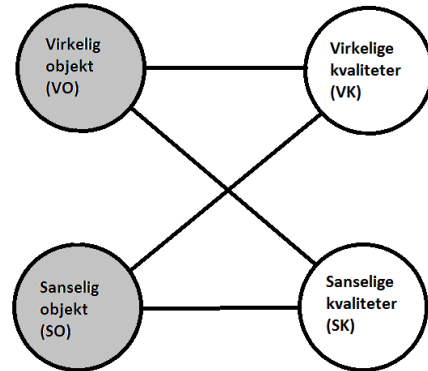 Virkelig
objekt
(VO)
Virkelige
kvaliteter
(VK)
Sanselig
objekt
(SO)
Sanselige
kvaliteter
(SK)